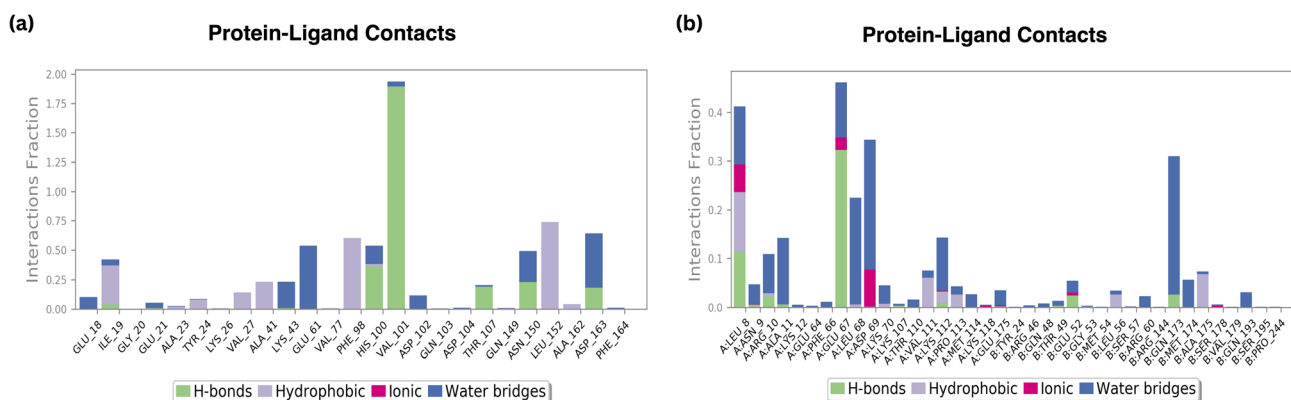 (a)
Protein-Ligand Contacts
Interactions Fraction
2.00
1.75
1.50
1.25
1.00
0.75
0.50
0.25
0.00
GLU_18
ILE_19
GLY_20
GLU_21
ALA_23
TYR_24
LYS_26
VAL_27
ALA_41
LYS_43
GLU_61
VAL_77
PHE_98
HIS_100
VAL_101
ASP_102
GLN_103
ASP_104
THR_107
GLN_149
ASN_150
LEU_152
ALA_162
ASP_163
PHE_164
H-bonds Hydrophobic Ionic Water bridges
(b)
Protein-Ligand Contacts
Interactions Fraction
0.4
0.3
0.2
0.1
0.0
A:LEU_8
A:ASN_9
A:ARG_10
A:ALA_11
A:LYS_12
A:GLU_64
A:PHE_66
A:GLU_67
A:LEU_68
A:ASP_69
A:LYS_70
A:LYS_107
A:THR_110
A:VAL_111
A:LYS_112
A:PRO_113
A:MET_114
A:LYS_118
A:GLU_175
B:TYR_24
B:ARG_46
B:GLN_48
B:THR_49
B:GLU_52
B:GLY_53
B:MET_54
B:LEU_56
B:SER_57
B:ARG_60
B:ARG_144
B:GLN_173
B:MET_174
B:ALA_175
B:SER_178
B:VAL_179
B:GLN_193
B:SER_195
B:PRO_244
H-bonds Hydrophobic Ionic Water bridges